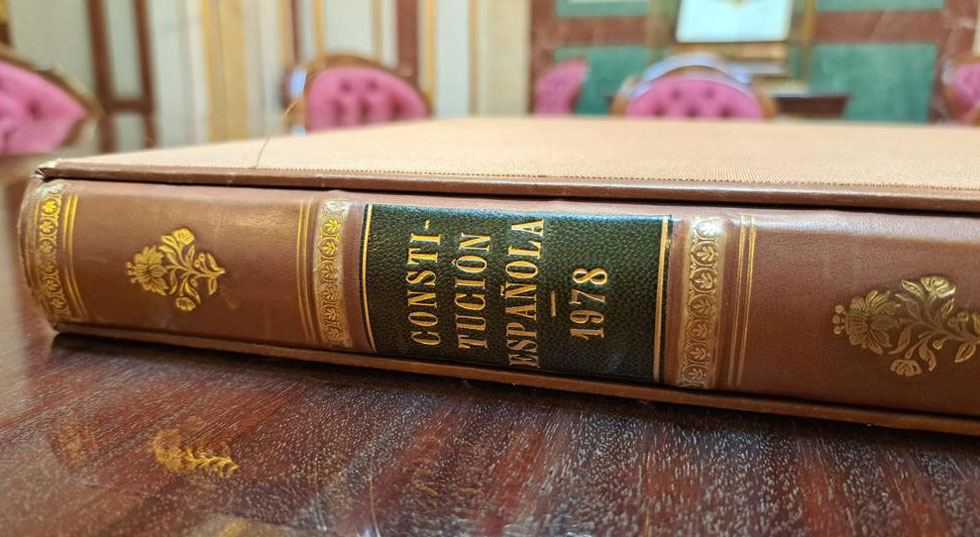 CONSTI-
TUCIÓN
ESPAÑOLA
1978